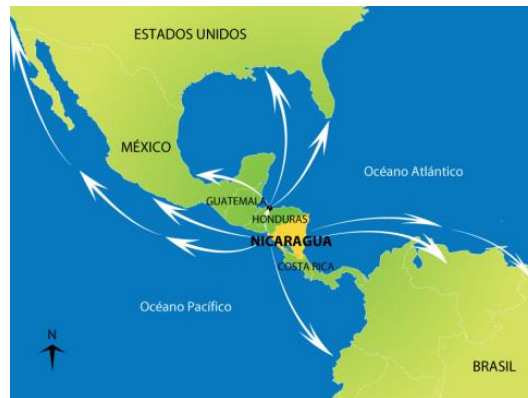 ESTADOS UNIDOS
MÉXICO
Océano Atlántico
GUATEMALA
HONDURAS
NICARAGUA
COSTA RICA
Océano Pacífico
N
BRASIL